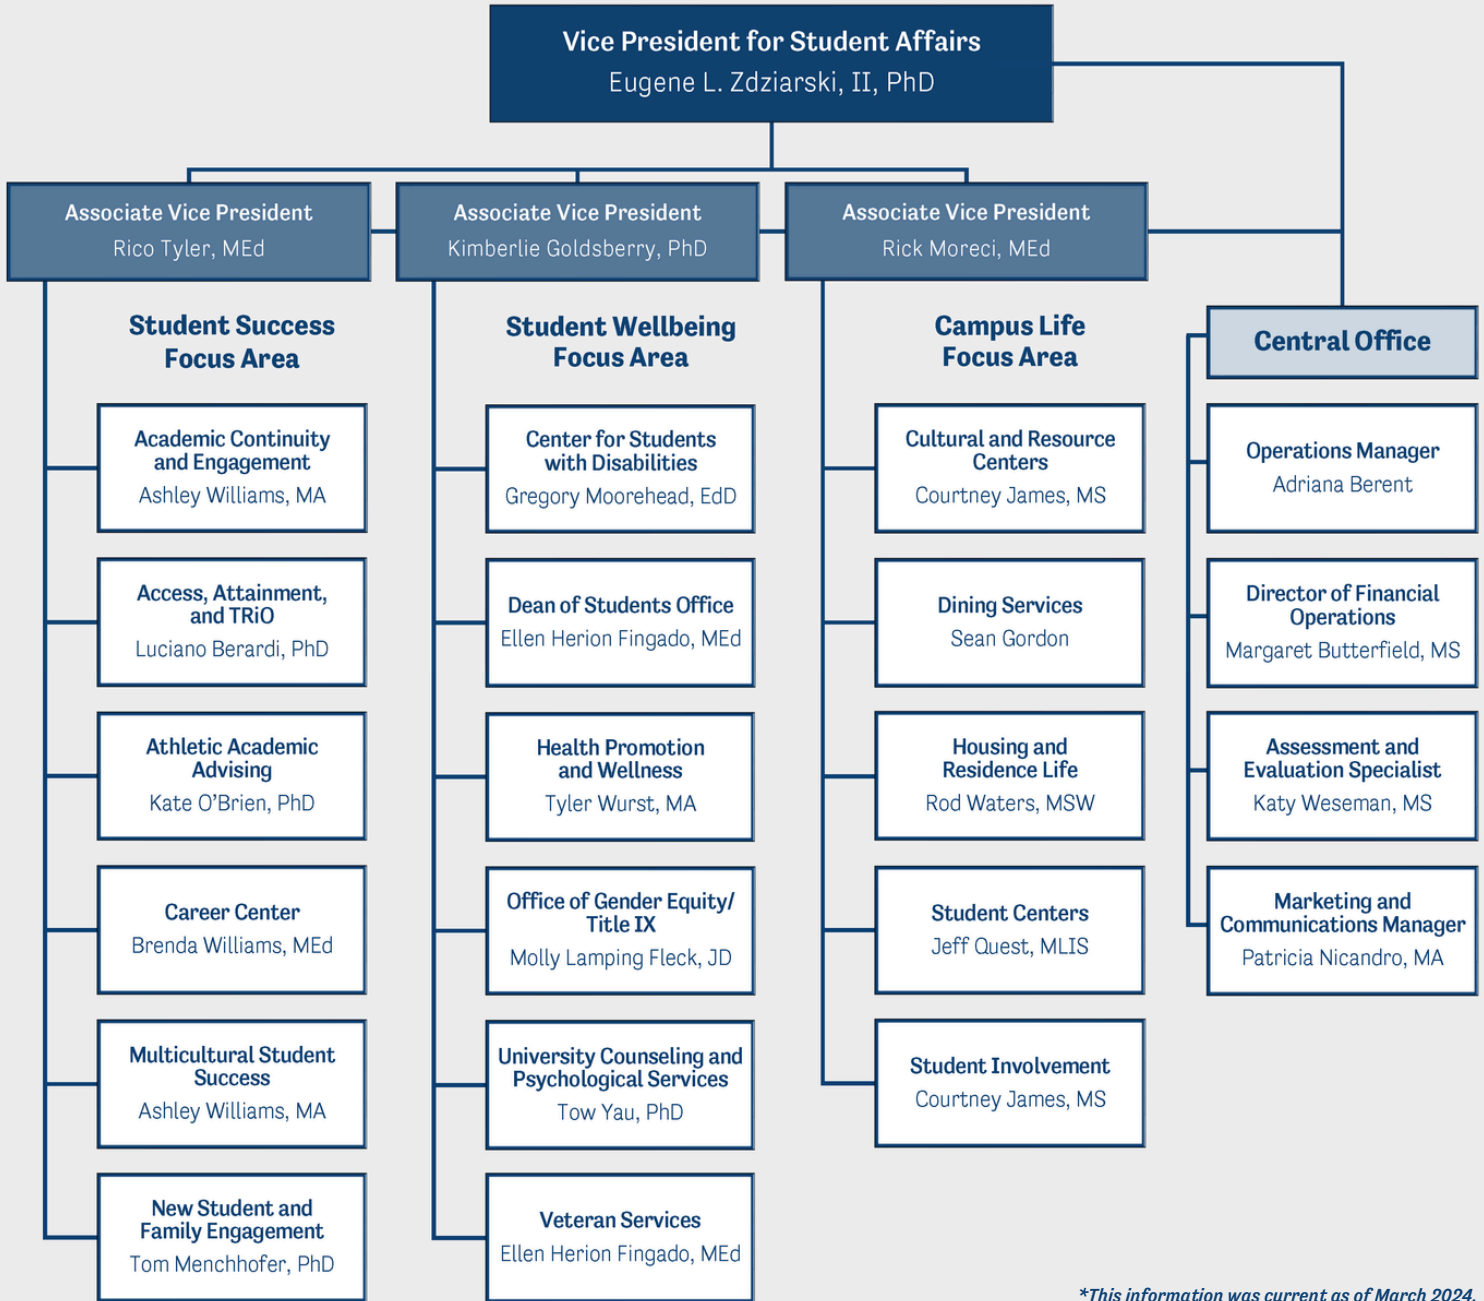 Vice President for Student Affairs
Eugene L. Zdziarski, II, PhD
Associate Vice President
Rico Tyler, MEd
Associate Vice President
Kimberlie Goldsberry, PhD
Associate Vice President
Rick Moreci, MEd
Student Success
Focus Area
Academic Continuity
and Engagement
Ashley Williams, MA
Access, Attainment,
and TRiO
Luciano Berardi, PhD
Athletic Academic
Advising
Kate O'Brien, PhD
Career Center
Brenda Williams, MEd
Multicultural Student
Success
Ashley Williams, MA
New Student and
Family Engagement
Tom Menchhofer, PhD
Student Wellbeing
Focus Area
Center for Students
with Disabilities
Gregory Moorehead, EdD
Dean of Students Office
Ellen Herion Fingado, MEd
Health Promotion
and Wellness
Tyler Wurst, MA
Office of Gender Equity/
Title IX
Molly Lamping Fleck, JD
University Counseling and
Psychological Services
Tow Yau, PhD
Veteran Services
Ellen Herion Fingado, MEd
Campus Life
Focus Area
Cultural and Resource
Centers
Courtney James, MS
Dining Services
Sean Gordon
Housing and
Residence Life
Rod Waters, MSW
Student Centers
Jeff Quest, MLIS
Student Involvement
Courtney James, MS
Central Office
Operations Manager
Adriana Berent
Director of Financial
Operations
Margaret Butterfield, MS
Assessment and
Evaluation Specialist
Katy Weseman, MS
Marketing and
Communications Manager
Patricia Nicandro, MA
*This information was current as of March 2024.